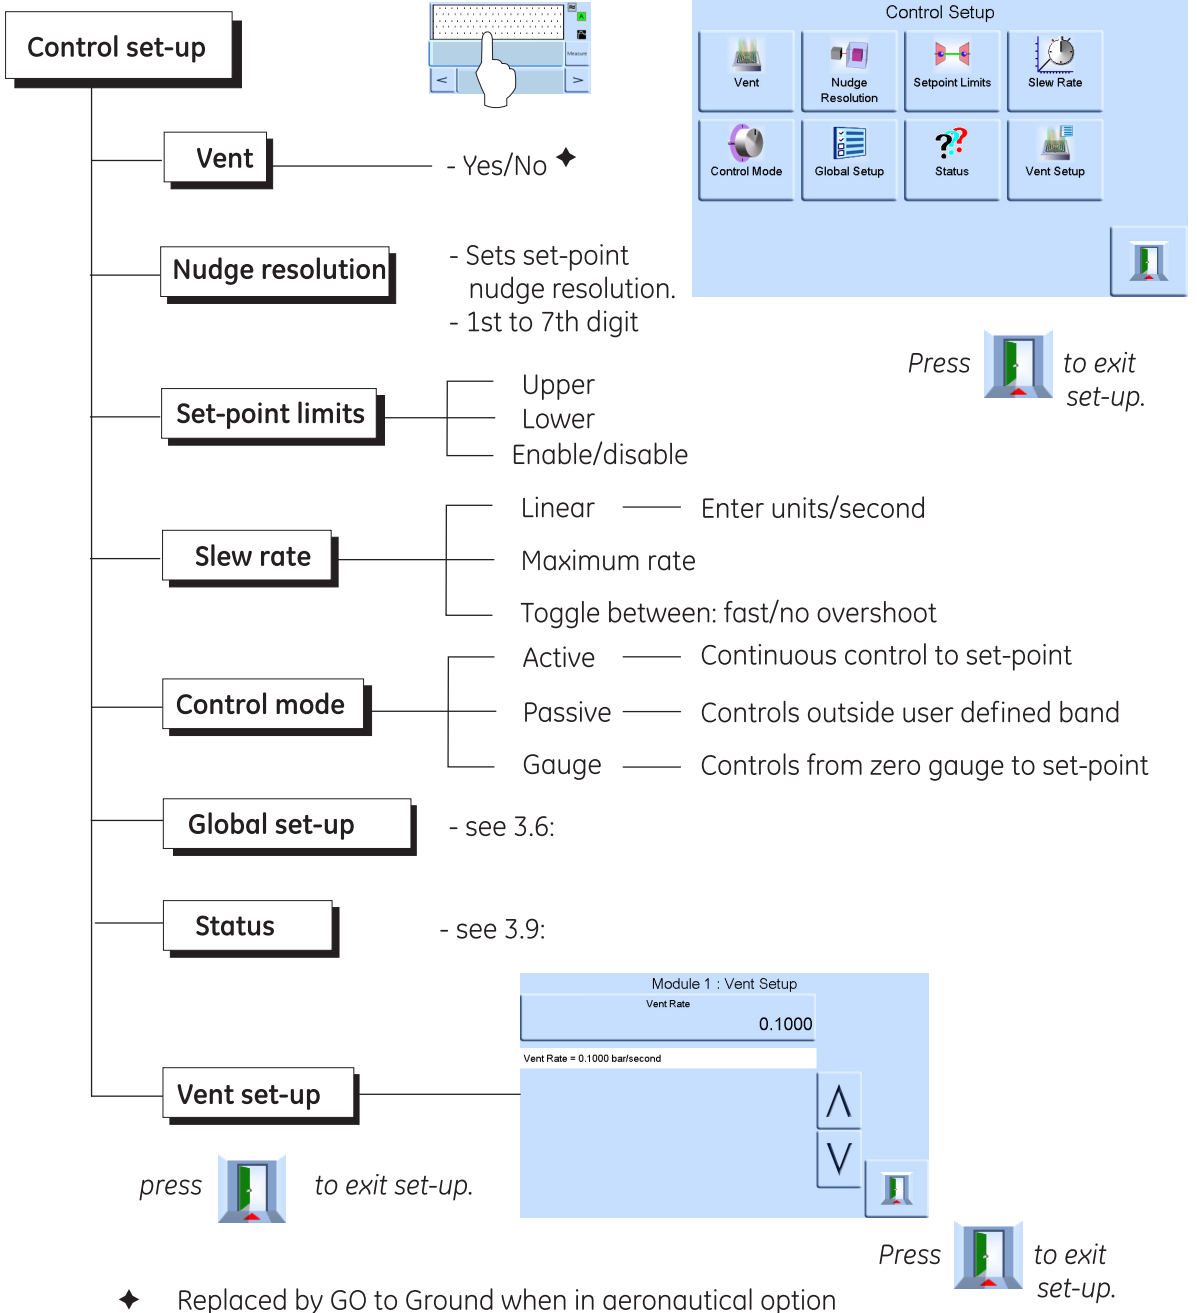 Control set-up
Measure
<
>
Control Setup
Vent
Nudge
Resolution
Setpoint Limits
Slew Rate
Control Mode
Global Setup
Status
Vent Setup
Press
to exit
set-up.
Vent
- Yes/No ✦
Nudge resolution
- Sets set-point
nudge resolution.
- 1st to 7th digit
Set-point limits
Upper
Lower
Enable/disable
Slew rate
Linear
Enter units/second
Maximum rate
Toggle between: fast/no overshoot
Control mode
Active
Continuous control to set-point
Passive
Controls outside user defined band
Gauge
Controls from zero gauge to set-point
Global set-up
- see 3.6:
Status
- see 3.9:
Vent set-up
Module 1 : Vent Setup
Vent Rate
0.1000
Vent Rate = 0.1000 bar/second
press
to exit set-up.
Press
to exit
set-up.
✦ Replaced by GO to Ground when in aeronautical option